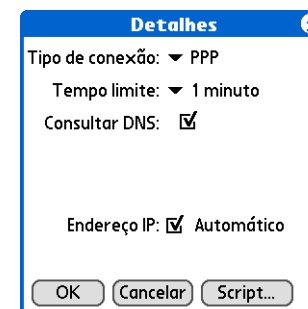 Detalhes
Tipo de conexão: PPP
Tempo limite: 1 minuto
Consultar DNS:
Endereço IP: Automático
OK Cancelar Script...